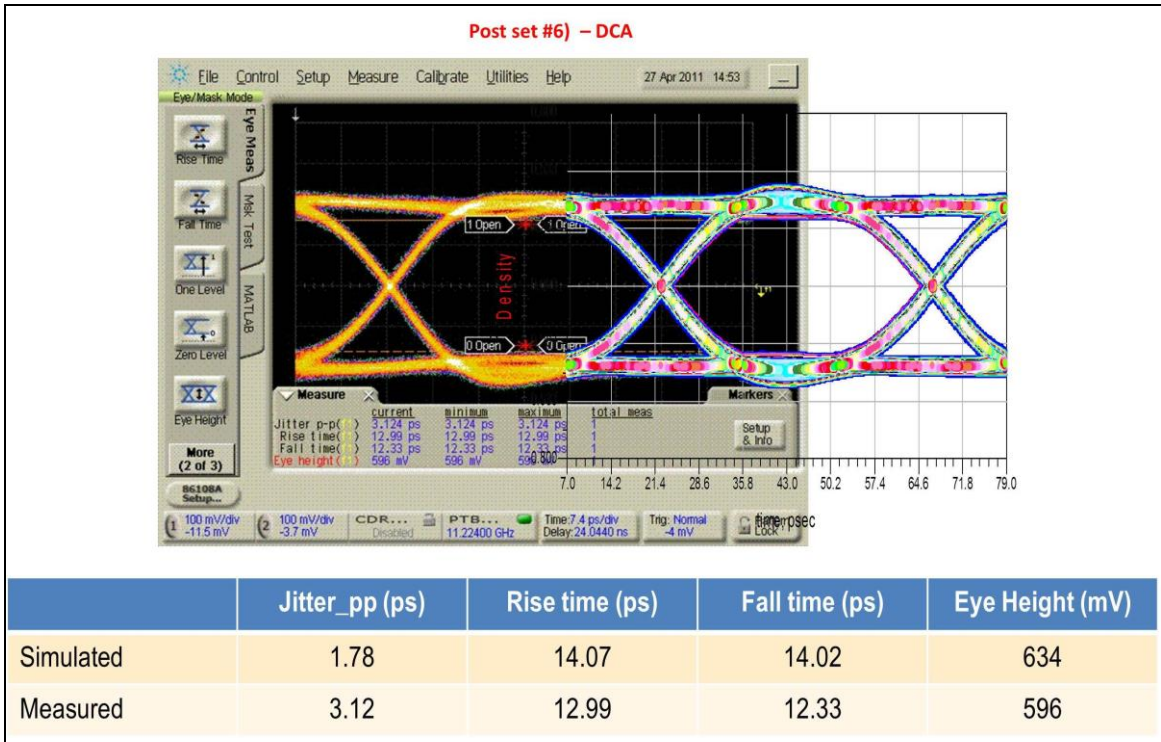 Post set #6) – DCA
File Control Setup Measure Calibrate Utilities Help
27 Apr 2011 14:53
Eye/Mask Mode
Eye Meas
Msk Test
MATLAB
Rise Time
Fall Time
One Level
Zero Level
Eye Height
More
(2 of 3)
86108A
Setup...
1 Open
1 Open
Density
0 Open
0 Open
Measure
Markers
current minimum maximum total meas
Jitter p-p( ) 3.124 ps 3.124 ps 3.124 ps 1
Rise time( ) 12.99 ps 12.99 ps 12.99 ps 1
Fall time( ) 12.33 ps 12.33 ps 12.33 ps 1
Eye height( ) 596 mV 596 mV
Setup
& Info
0.800
7.0 14.2 21.4 28.6 35.8 43.0 50.2 57.4 64.6 71.8 79.0
time, psec
1 100 mV/div
-11.5 mV
2 100 mV/div
-3.7 mV
CDR...
Disabled
PTB...
11.22400 GHz
Time:7.4 ps/div
Delay:24.0440 ns
Trig: Normal
-4 mV
Lock
Jitter_pp (ps) Rise time (ps) Fall time (ps) Eye Height (mV)
Simulated 1.78 14.07 14.02 634
Measured 3.12 12.99 12.33 596